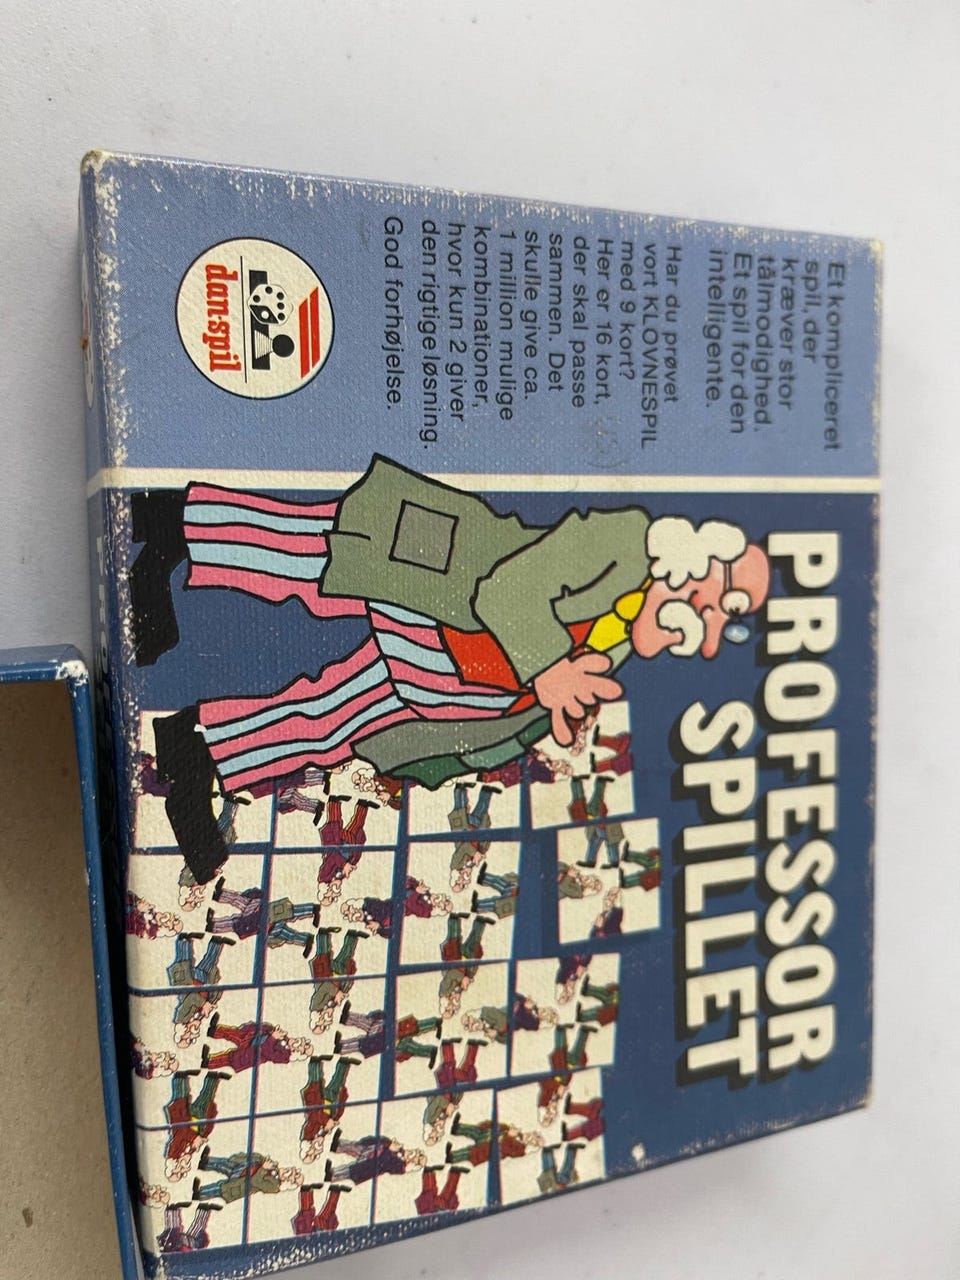 Et kompliceret
spil, der
kræver stor
tålmodighed.
Et spil for den
intelligente.
Har du prøvet
vort KLOVNESPIL
med 9 kort?
Her er 16 kort,
der skal passe
sammen. Det
skulle give ca.
1 million mulige
kombinationer,
hvor kun 2 giver
den rigtige løsning.
God forhøjelse.
dan-spil
PROFESSOR
SPILLET